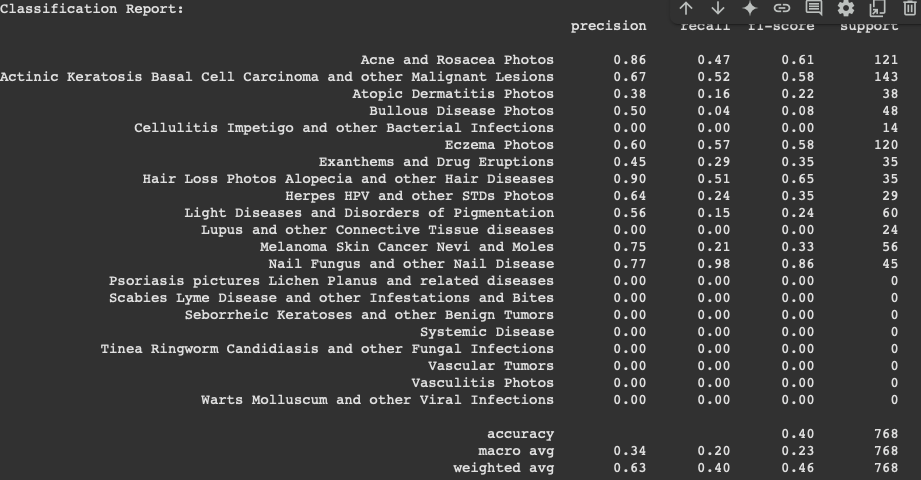 Classification Report:
precision recall f1-score support
Acne and Rosacea Photos 0.86 0.47 0.61 121
Actinic Keratosis Basal Cell Carcinoma and other Malignant Lesions 0.67 0.52 0.58 143
Atopic Dermatitis Photos 0.38 0.16 0.22 38
Bullous Disease Photos 0.50 0.04 0.08 48
Cellulitis Impetigo and other Bacterial Infections 0.00 0.00 0.00 14
Eczema Photos 0.60 0.57 0.58 120
Exanthems and Drug Eruptions 0.45 0.29 0.35 35
Hair Loss Photos Alopecia and other Hair Diseases 0.90 0.51 0.65 35
Herpes HPV and other STDs Photos 0.64 0.24 0.35 29
Light Diseases and Disorders of Pigmentation 0.56 0.15 0.24 60
Lupus and other Connective Tissue diseases 0.00 0.00 0.00 24
Melanoma Skin Cancer Nevi and Moles 0.75 0.21 0.33 56
Nail Fungus and other Nail Disease 0.77 0.98 0.86 45
Psoriasis pictures Lichen Planus and related diseases 0.00 0.00 0.00 0
Scabies Lyme Disease and other Infestations and Bites 0.00 0.00 0.00 0
Seborrheic Keratoses and other Benign Tumors 0.00 0.00 0.00 0
Systemic Disease 0.00 0.00 0.00 0
Tinea Ringworm Candidiasis and other Fungal Infections 0.00 0.00 0.00 0
Vascular Tumors 0.00 0.00 0.00 0
Vasculitis Photos 0.00 0.00 0.00 0
Warts Molluscum and other Viral Infections 0.00 0.00 0.00 0
accuracy 0.40 768
macro avg 0.34 0.20 0.23 768
weighted avg 0.63 0.40 0.46 768